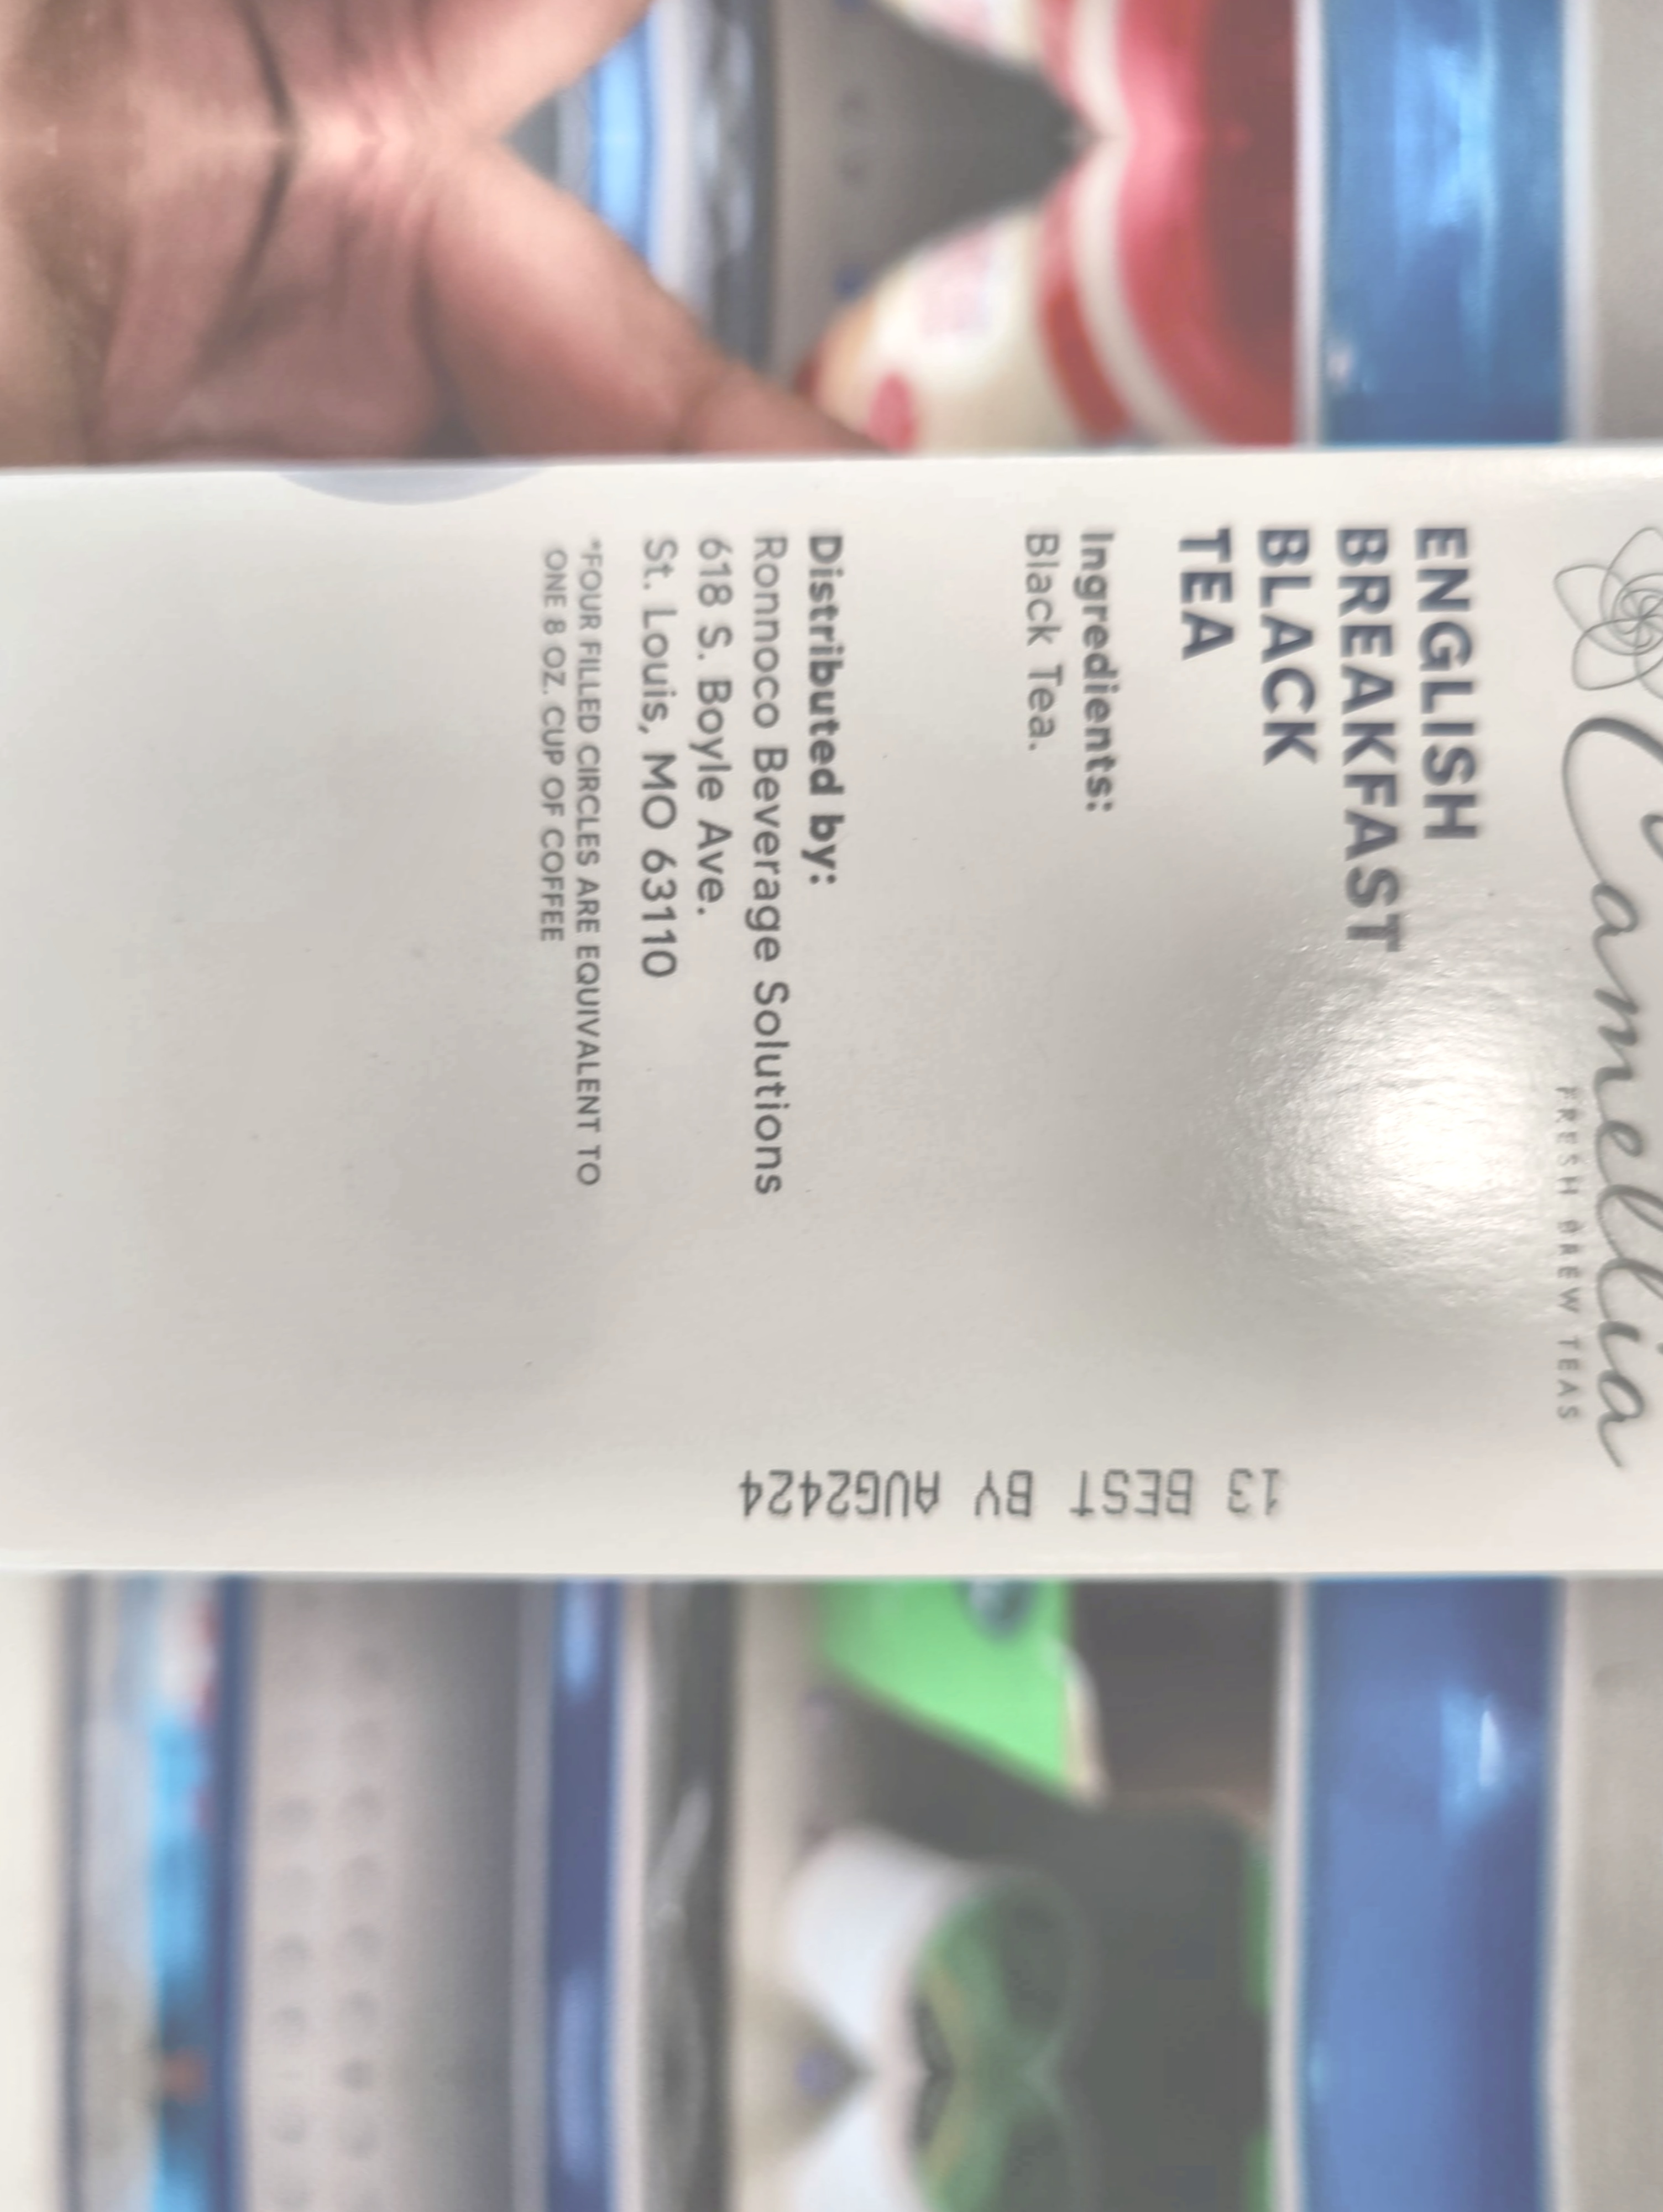 Camellia
FRESH BREW TEAS
ENGLISH
BREAKFAST
BLACK
TEA
Ingredients:
Black Tea.
Distributed by:
Ronnoco Beverage Solutions
618 S. Boyle Ave.
St. Louis, MO 63110
*FOUR FILLED CIRCLES ARE EQUIVALENT TO
ONE 8 OZ. CUP OF COFFEE
13 BEST BY AUG2424